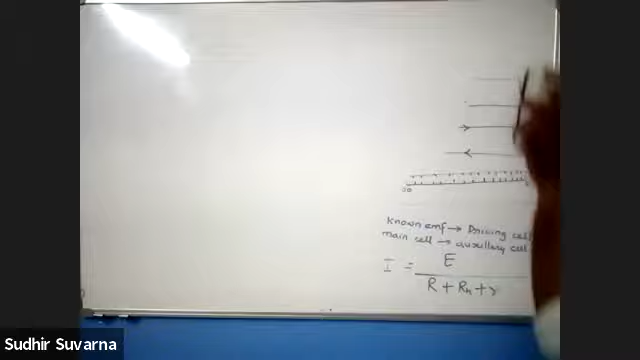 Known emf → Driving cell
main cell → auxillary cell
I = E
R + Rh + r
Sudhir Suvarna